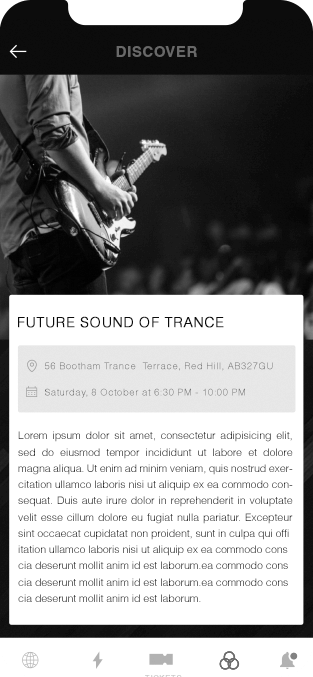 DISCOVER
FUTURE SOUND OF TRANCE
56 Bootham Trance Terrace, Red Hill, AB327GU
Saturday, 8 October at 6:30 PM - 10:00 PM
Lorem ipsum dolor sit amet, consectetur adipisicing elit,
sed do eiusmod tempor incididunt ut labore et dolore
magna aliqua. Ut enim ad minim veniam, quis nostrud exer-
citation ullamco laboris nisi ut aliquip ex ea commodo con-
sequat. Duis aute irure dolor in reprehenderit in voluptate
velit esse cillum dolore eu fugiat nulla pariatur. Excepteur
sint occaecat cupidatat non proident, sunt in culpa qui offi
itation ullamco laboris nisi ut aliquip ex ea commodo cons
cia deserunt mollit anim id est laborum.ea commodo cons
cia deserunt mollit anim id est laborum.ea commodo cons
cia deserunt mollit anim id est laborum.
TICKETS